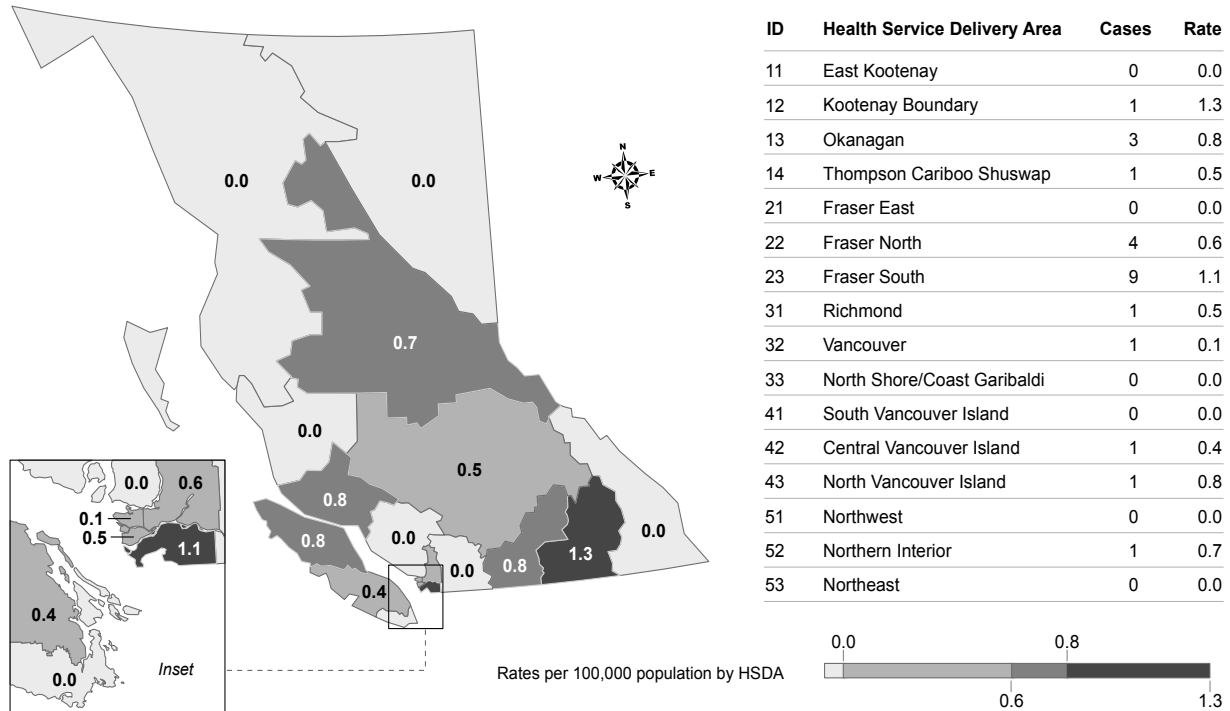 ID Health Service Delivery Area Cases Rate
11 East Kootenay 0 0.0
12 Kootenay Boundary 1 1.3
13 Okanagan 3 0.8
14 Thompson Cariboo Shuswap 1 0.5
21 Fraser East 0 0.0
22 Fraser North 4 0.6
23 Fraser South 9 1.1
31 Richmond 1 0.5
32 Vancouver 1 0.1
33 North Shore/Coast Garibaldi 0 0.0
41 South Vancouver Island 0 0.0
42 Central Vancouver Island 1 0.4
43 North Vancouver Island 1 0.8
51 Northwest 0 0.0
52 Northern Interior 1 0.7
53 Northeast 0 0.0
N
W E
S
0.0 0.0
0.7
0.0
0.5
0.8
0.8
0.0
0.0
0.8
1.3
0.0
0.4
0.0 0.6
0.1
0.5
1.1
0.4
0.0
Inset
Rates per 100,000 population by HSDA
0.0 0.8
0.6 1.3